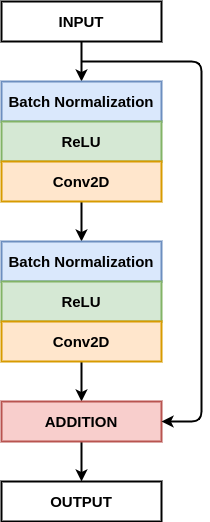 INPUT
Batch Normalization
ReLU
Conv2D
Batch Normalization
ReLU
Conv2D
ADDITION
OUTPUT